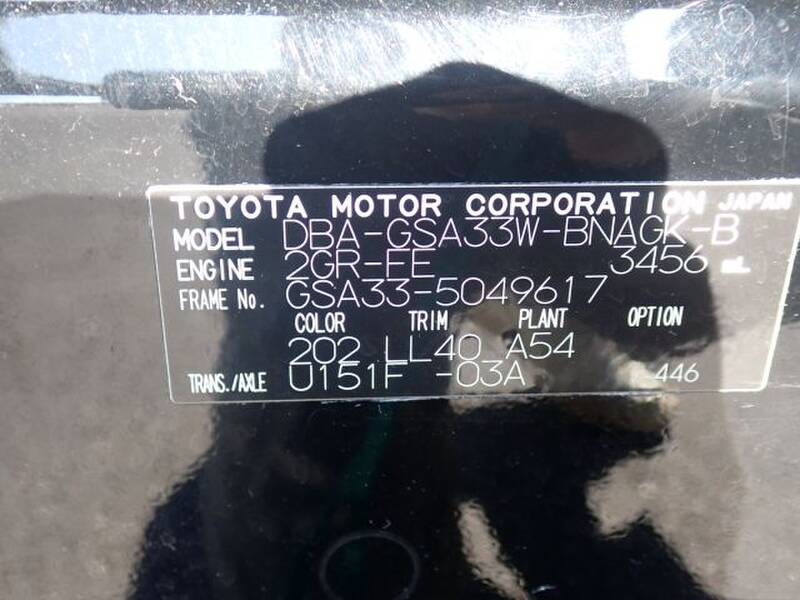 TOYOTA MOTOR CORPORATION JAPAN
MODEL DBA-GSA33W-BNAGK-B
ENGINE 2GR-FE 3456 mL
FRAME No. GSA33-5049617
COLOR TRIM PLANT OPTION
202 LL40 A54
TRANS./AXLE U151F -03A 446